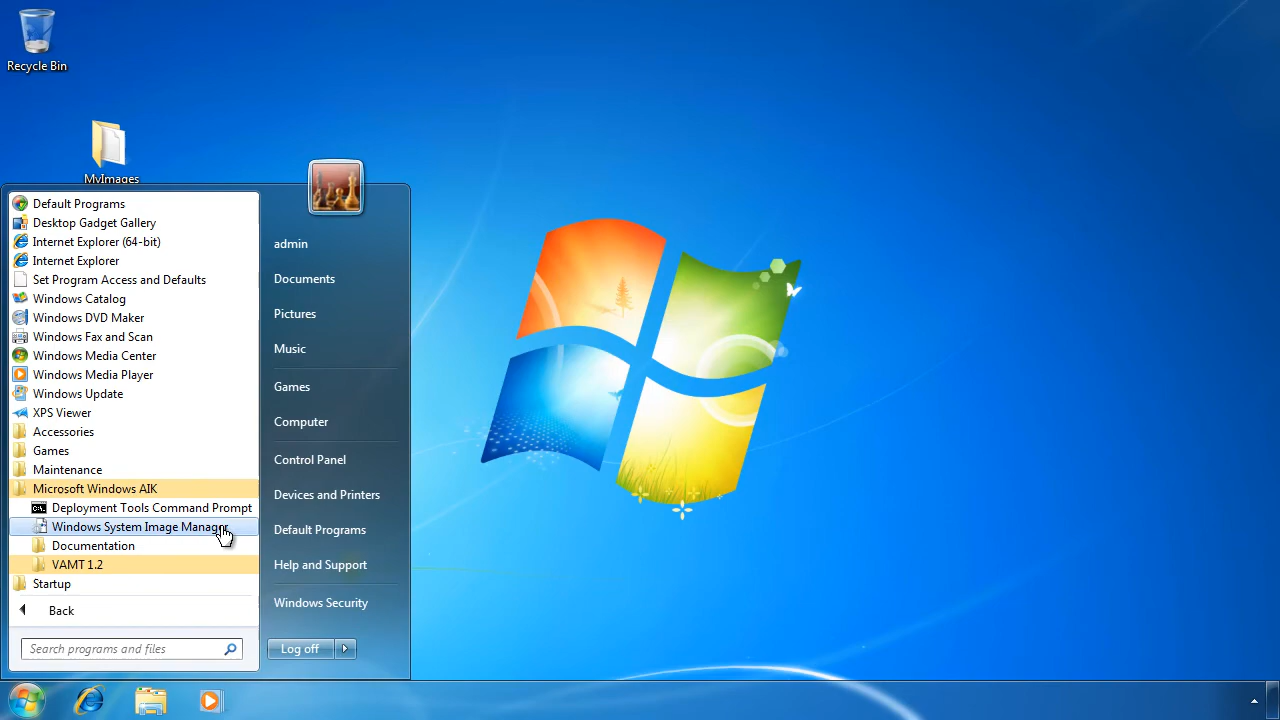 Recycle Bin
MyImages
Default Programs
Desktop Gadget Gallery
Internet Explorer (64-bit)
Internet Explorer
Set Program Access and Defaults
Windows Catalog
Windows DVD Maker
Windows Fax and Scan
Windows Media Center
Windows Media Player
Windows Update
XPS Viewer
Accessories
Games
Maintenance
Microsoft Windows AIK
Deployment Tools Command Prompt
Windows System Image Manager
Documentation
VAMT 1.2
Startup
Back
Search programs and files
admin
Documents
Pictures
Music
Games
Computer
Control Panel
Devices and Printers
Default Programs
Help and Support
Windows Security
Log off